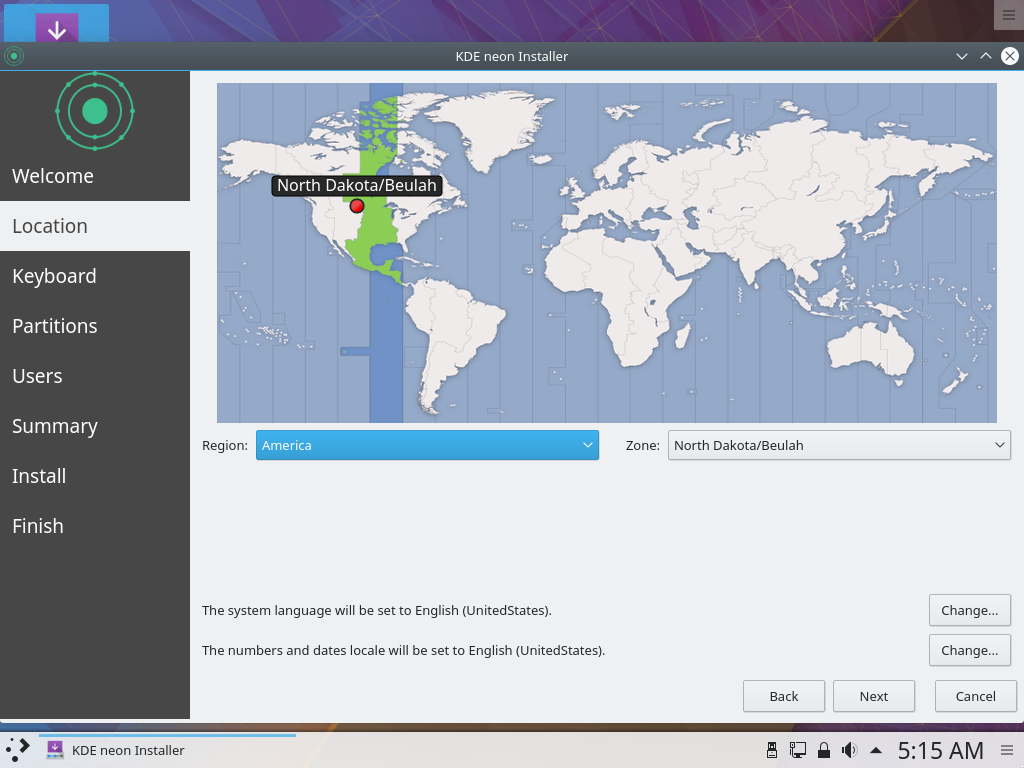 KDE neon Installer
Welcome
Location
Keyboard
Partitions
Users
Summary
Install
Finish
North Dakota/Beulah
Region: America Zone: North Dakota/Beulah
The system language will be set to English (UnitedStates). Change...
The numbers and dates locale will be set to English (UnitedStates). Change...
Back Next Cancel
KDE neon Installer 5:15 AM